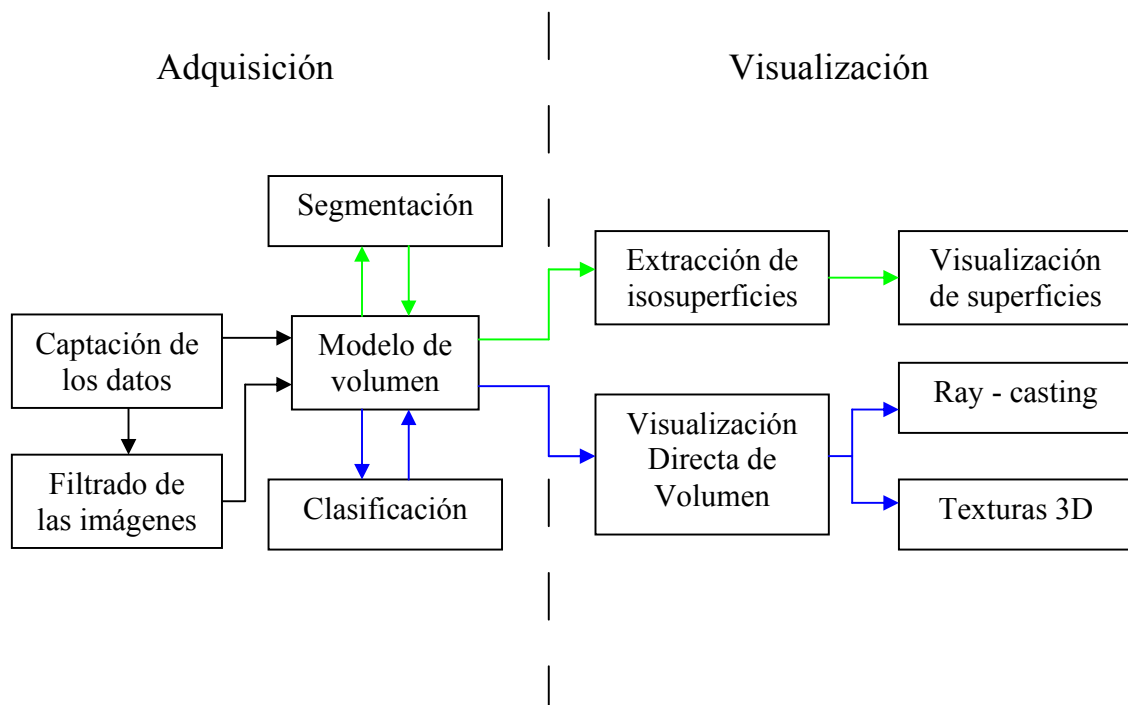 Adquisición
Visualización
Segmentación
Extracción de
isosuperficies
Visualización
de superficies
Captación de
los datos
Modelo de
volumen
Ray - casting
Visualización
Directa de
Volumen
Filtrado de
las imágenes
Clasificación
Texturas 3D